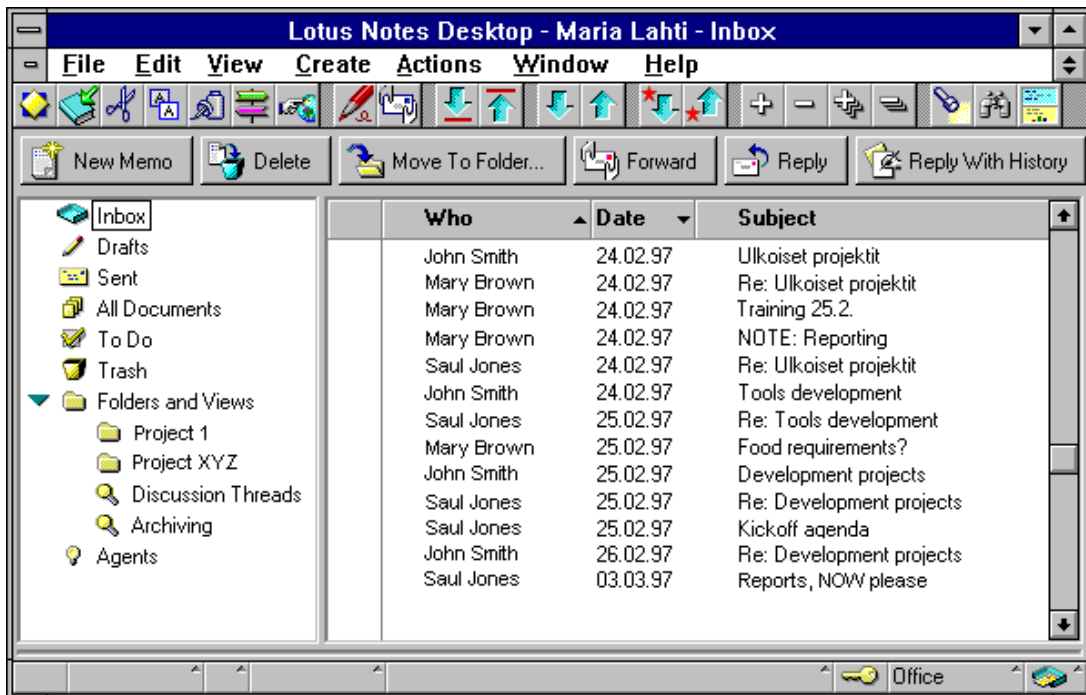 Lotus Notes Desktop - Maria Lahti - Inbox
File Edit View Create Actions Window Help
New Memo Delete Move To Folder... Forward Reply Reply With History
Inbox
Drafts
Sent
All Documents
To Do
Trash
Folders and Views
Project 1
Project XYZ
Discussion Threads
Archiving
Agents
Who Date Subject
John Smith 24.02.97 Ulkoiset projektit
Mary Brown 24.02.97 Re: Ulkoiset projektit
Mary Brown 24.02.97 Training 25.2.
Mary Brown 24.02.97 NOTE: Reporting
Saul Jones 24.02.97 Re: Ulkoiset projektit
John Smith 24.02.97 Tools development
Saul Jones 25.02.97 Re: Tools development
Mary Brown 25.02.97 Food requirements?
John Smith 25.02.97 Development projects
Saul Jones 25.02.97 Re: Development projects
Saul Jones 25.02.97 Kickoff agenda
John Smith 26.02.97 Re: Development projects
Saul Jones 03.03.97 Reports, NOW please
Office